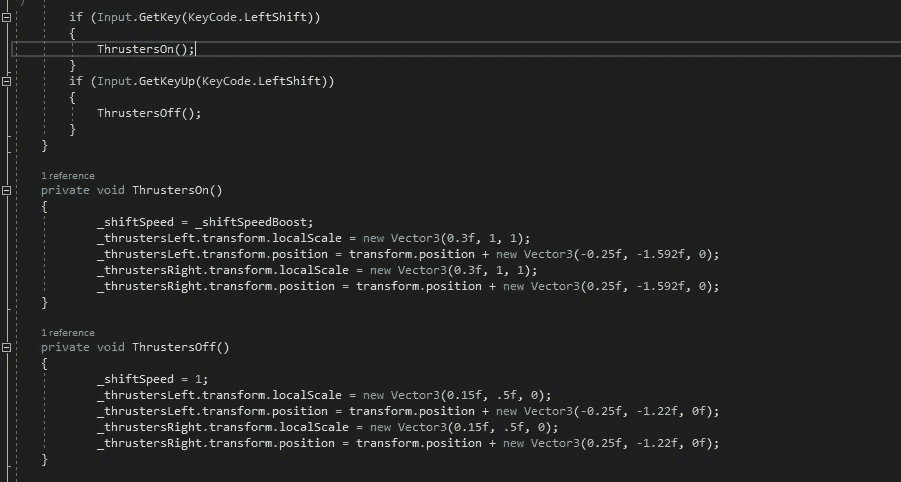 if (Input.GetKey(KeyCode.LeftShift))
{
ThrustersOn();
}
if (Input.GetKeyUp(KeyCode.LeftShift))
{
ThrustersOff();
}
}
1 reference
private void ThrustersOn()
{
_shiftSpeed = _shiftSpeedBoost;
_thrustersLeft.transform.localScale = new Vector3(0.3f, 1, 1);
_thrustersLeft.transform.position = transform.position + new Vector3(-0.25f, -1.592f, 0);
_thrustersRight.transform.localScale = new Vector3(0.3f, 1, 1);
_thrustersRight.transform.position = transform.position + new Vector3(0.25f, -1.592f, 0);
}
1 reference
private void ThrustersOff()
{
_shiftSpeed = 1;
_thrustersLeft.transform.localScale = new Vector3(0.15f, .5f, 0);
_thrustersLeft.transform.position = transform.position + new Vector3(-0.25f, -1.22f, 0f);
_thrustersRight.transform.localScale = new Vector3(0.15f, .5f, 0);
_thrustersRight.transform.position = transform.position + new Vector3(0.25f, -1.22f, 0f);
}